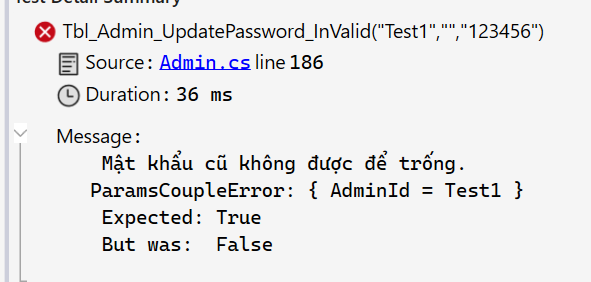 Test Detail Summary
Tbl_Admin_UpdatePassword_InValid("Test1","","123456")
Source: Admin.cs line 186
Duration: 36 ms
Message:
Mật khẩu cũ không được để trống.
ParamsCoupleError: { AdminId = Test1 }
Expected: True
But was: False